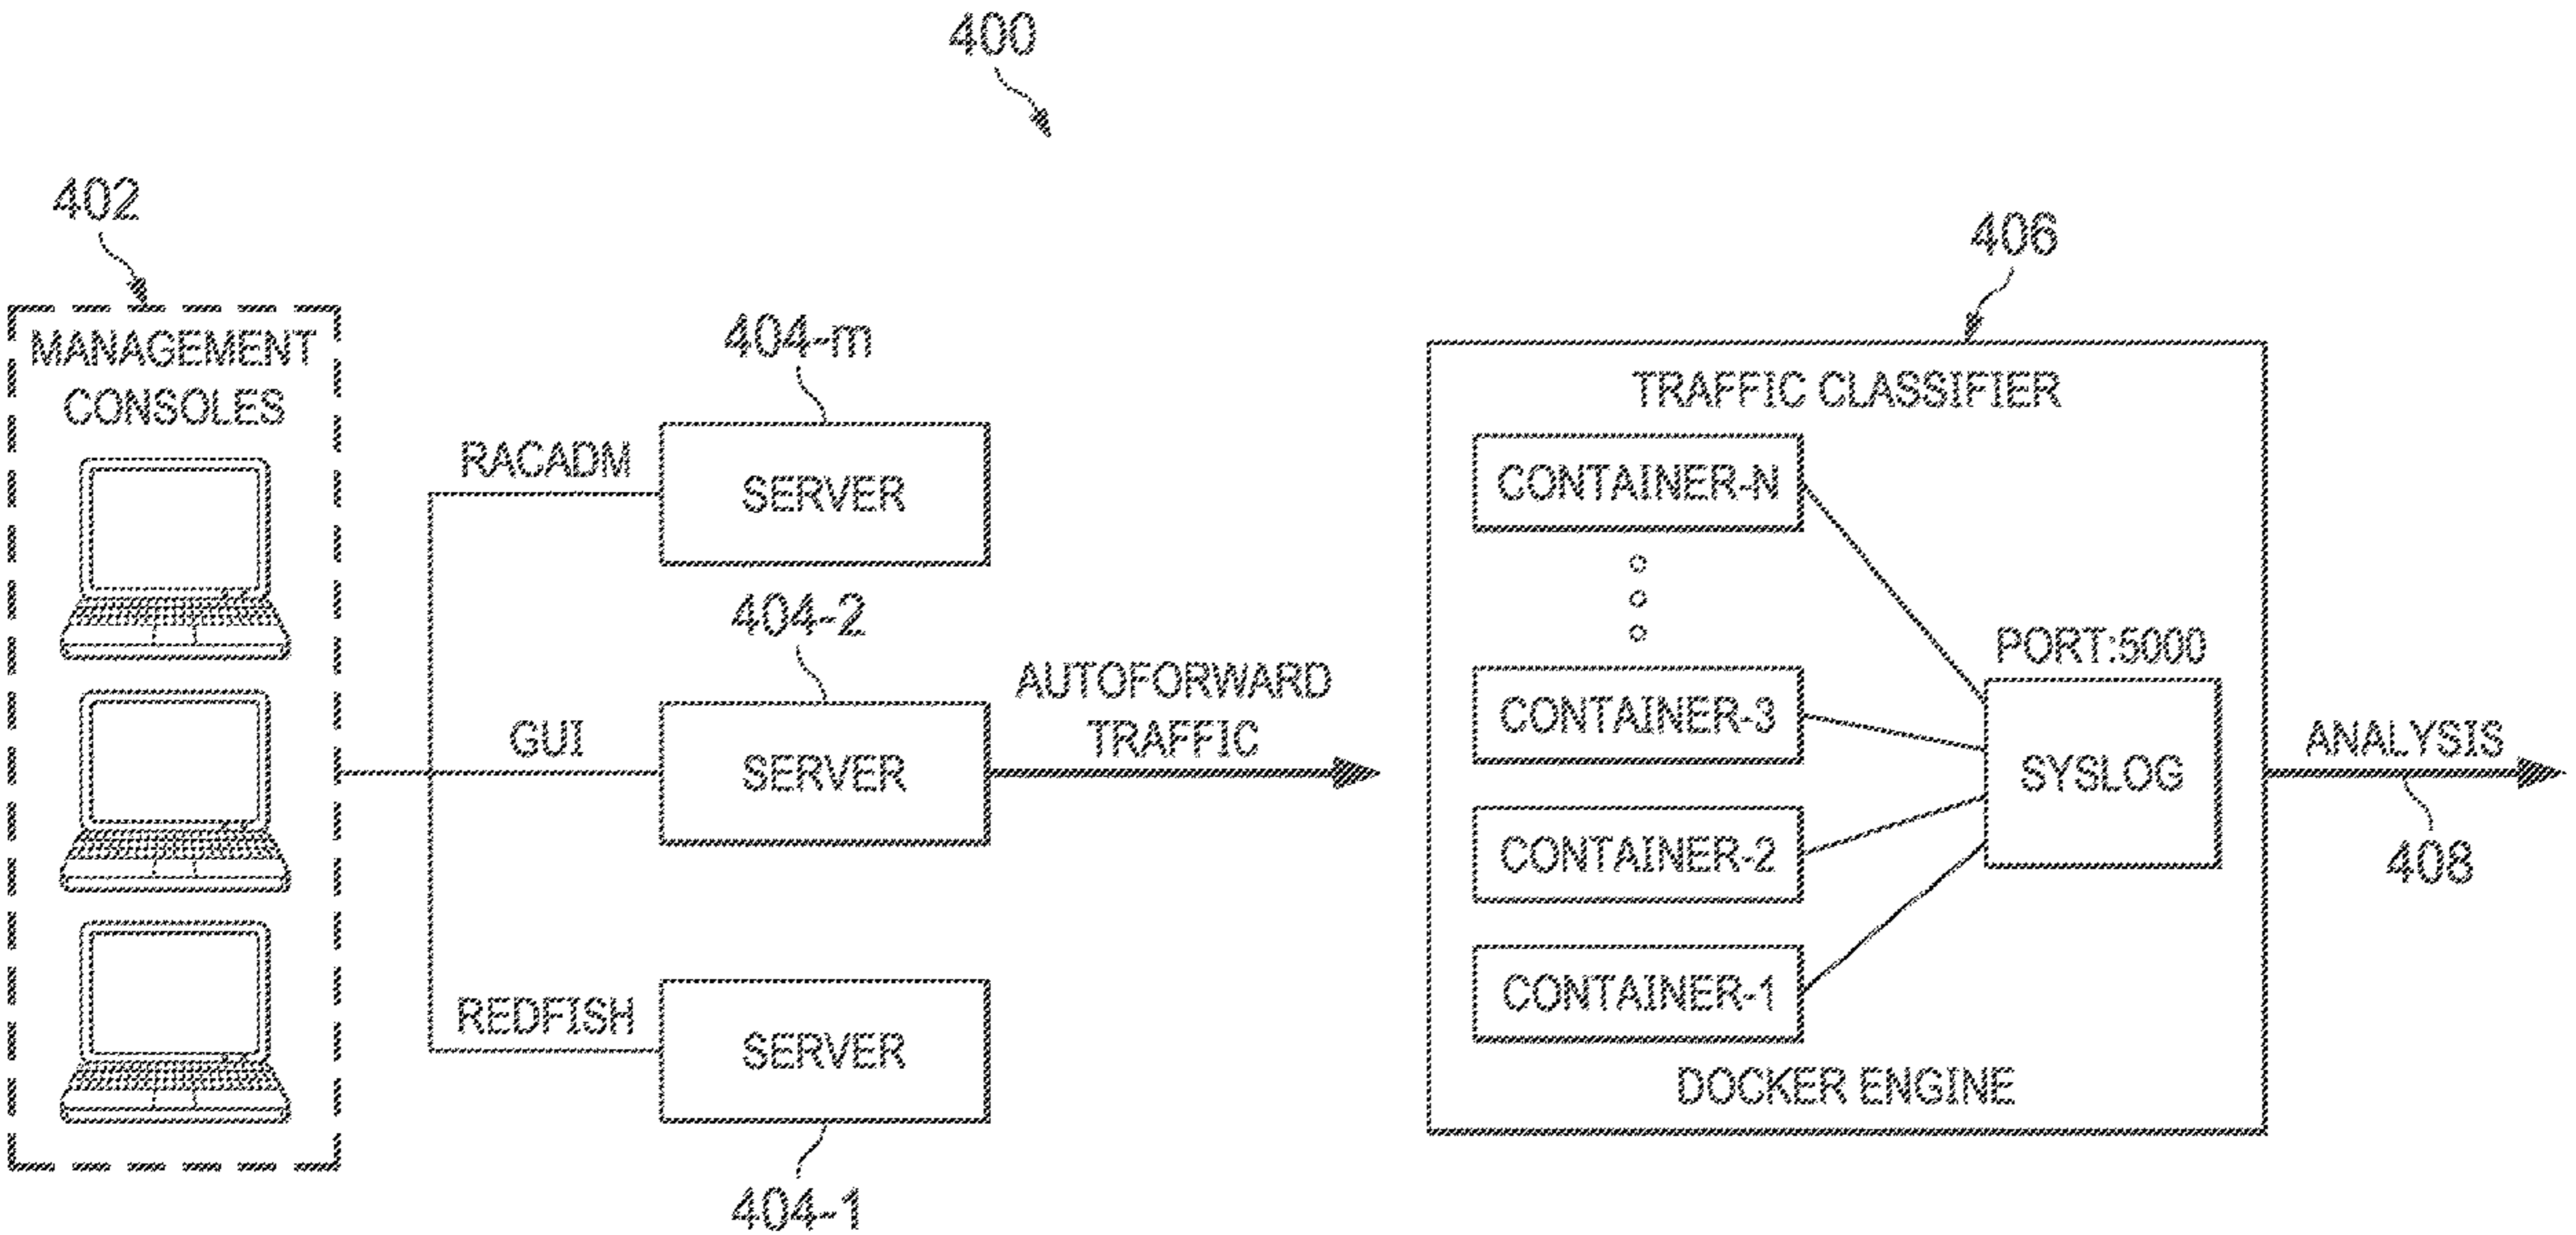 400
402
MANAGEMENT
CONSOLES
RACADM
GUI
REDFISH
404-m
SERVER
404-2
SERVER
SERVER
404-1
AUTOFORWARD
TRAFFIC
406
TRAFFIC CLASSIFIER
CONTAINER-N
CONTAINER-3
CONTAINER-2
CONTAINER-1
PORT:5000
SYSLOG
DOCKER ENGINE
ANALYSIS
408